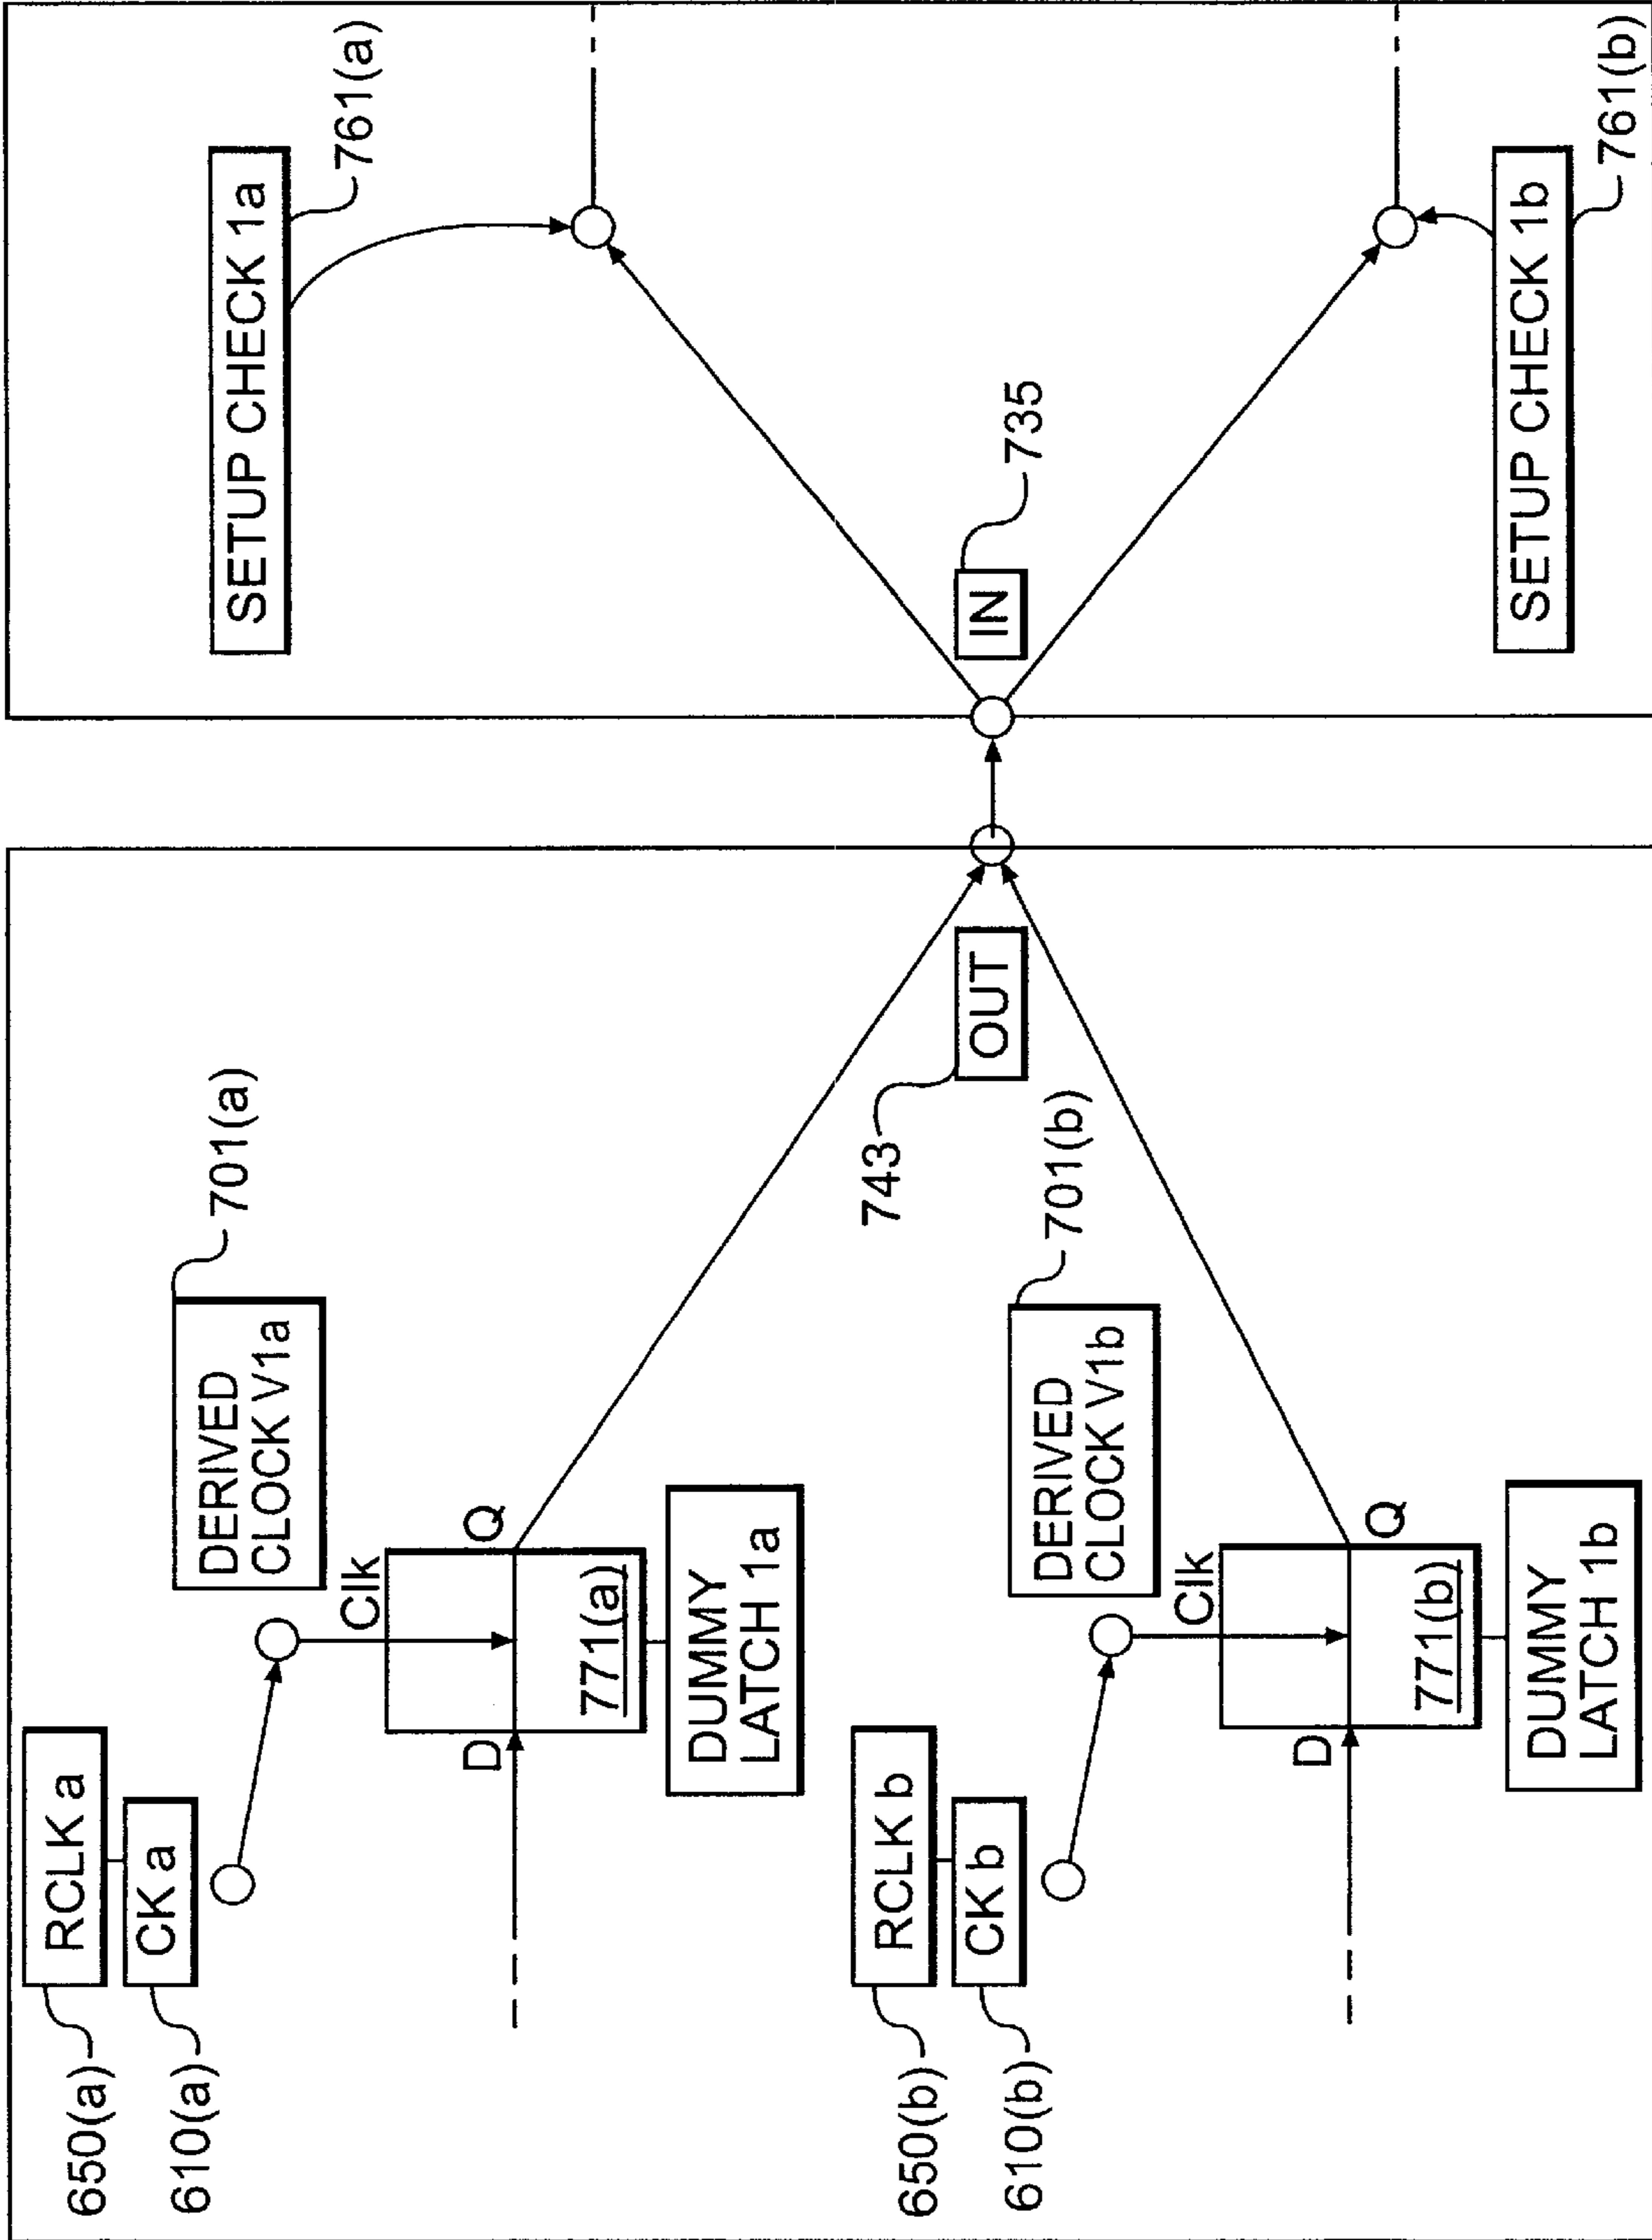 650(a)
RCLK a
610(a)
CK a
DERIVED
CLOCK V1a
701(a)
Clk
D
Q
771(a)
DUMMY
LATCH 1a
650(b)
RCLK b
610(b)
CK b
DERIVED
CLOCK V1b
701(b)
Clk
D
Q
771(b)
DUMMY
LATCH 1b
743
OUT
IN
735
SETUP CHECK 1a
761(a)
SETUP CHECK 1b
761(b)